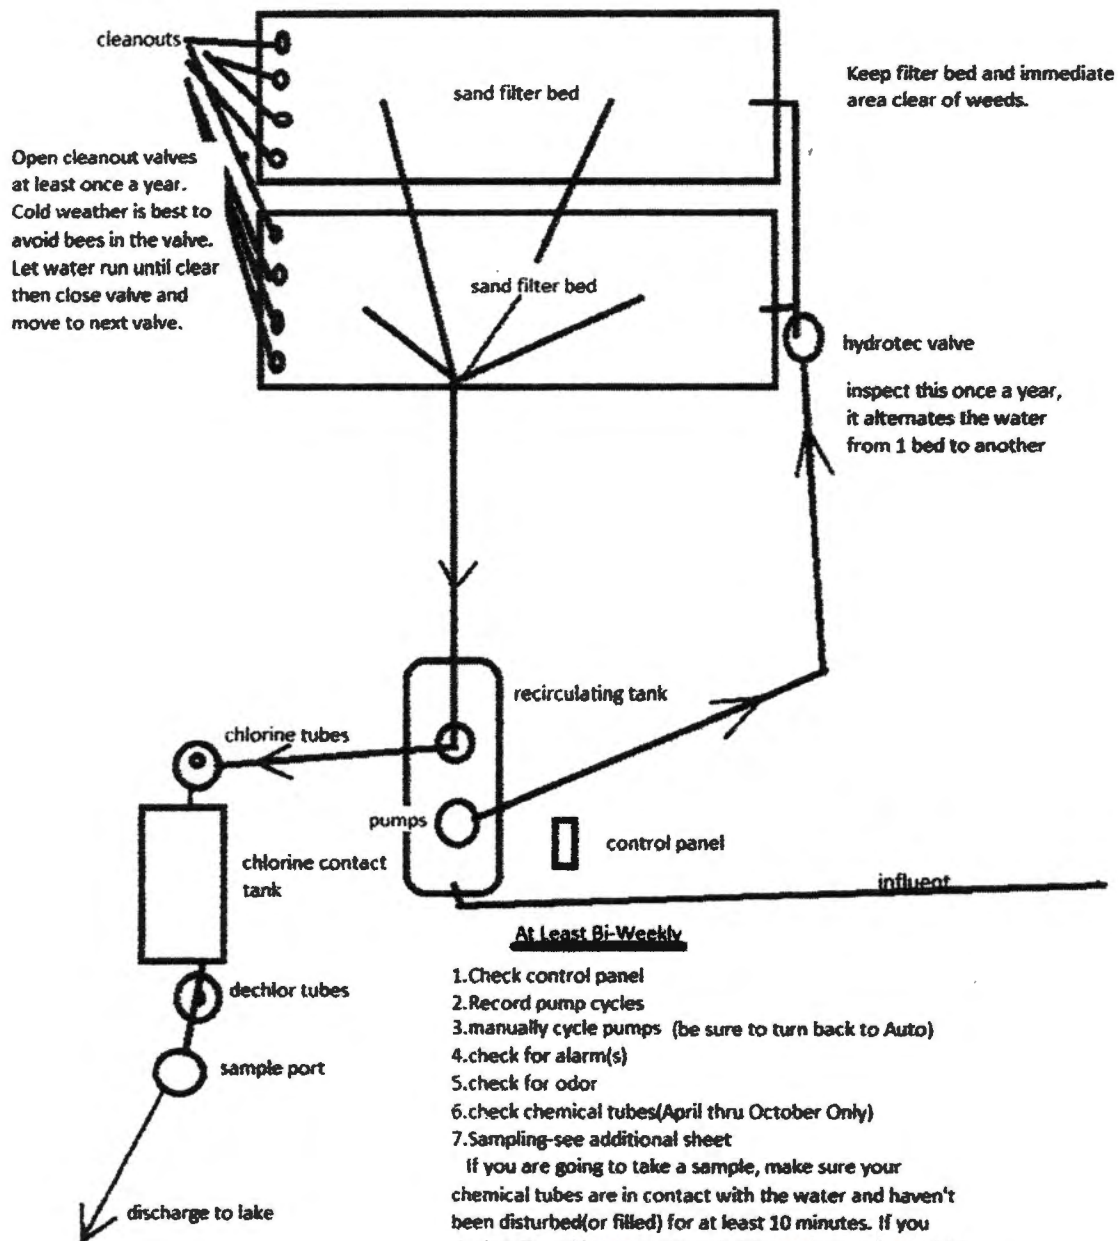 cleanouts
sand filter bed
Keep filter bed and immediate
area clear of weeds.
Open cleanout valves
at least once a year.
Cold weather is best to
avoid bees in the valve.
Let water run until clear
then close valve and
move to next valve.
sand filter bed
hydrotec valve
inspect this once a year,
it alternates the water
from 1 bed to another
recirculating tank
chlorine tubes
pumps
control panel
chlorine contact
tank
influent
dechlor tubes
sample port
discharge to lake
At Least Bi-Weekly
1.Check control panel
2.Record pump cycles
3.manually cycle pumps (be sure to turn back to Auto)
4.check for alarm(s)
5.check for odor
6.check chemical tubes(April thru October Only)
7.Sampling-see additional sheet
If you are going to take a sample, make sure your
chemical tubes are in contact with the water and haven't
been disturbed(or filled) for at least 10 minutes. If you